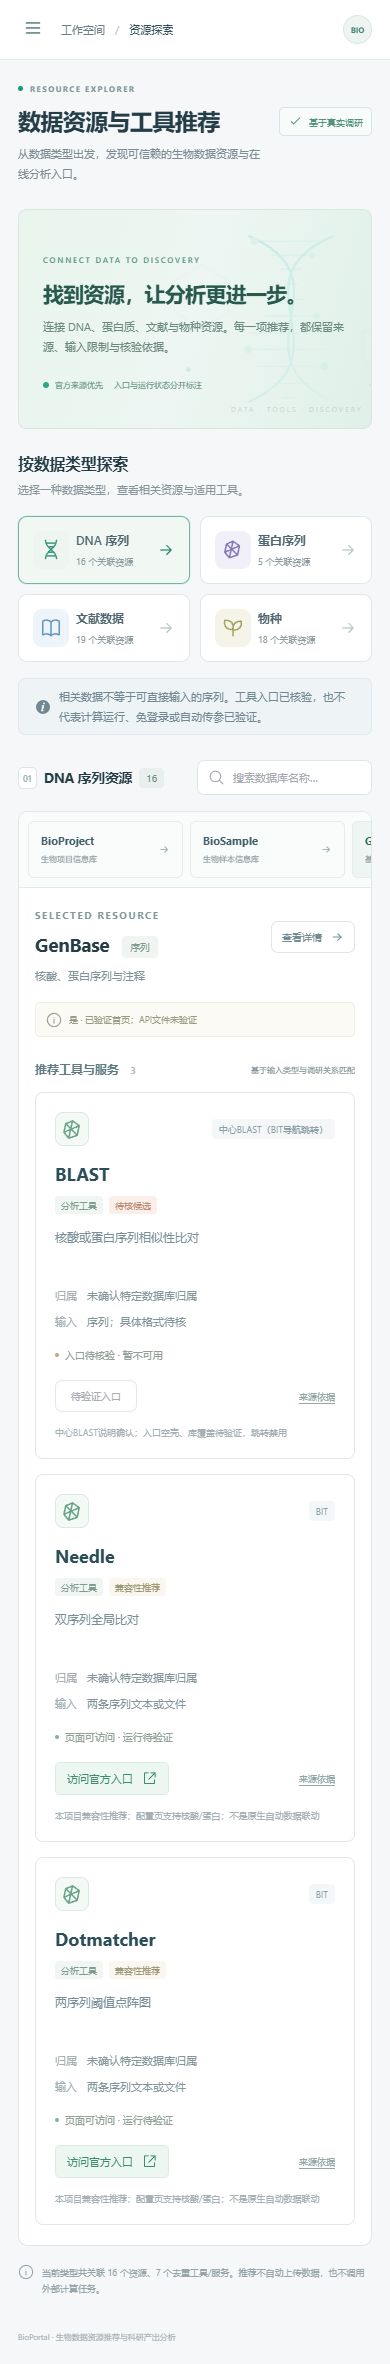 工作空间 / 资源探索
BIO
RESOURCE EXPLORER
数据资源与工具推荐
基于真实调研
从数据类型出发，发现可信赖的生物数据资源与在
线分析入口。
CONNECT DATA TO DISCOVERY
找到资源，让分析更进一步。
连接 DNA、蛋白质、文献与物种资源。每一项推荐，都保留来
源、输入限制与核验依据。
官方来源优先 入口与运行状态分开标注
DATA TOOLS DISCOVERY
按数据类型探索
选择一种数据类型，查看相关资源与适用工具。
DNA 序列
16 个关联资源
蛋白序列
5 个关联资源
文献数据
19 个关联资源
物种
18 个关联资源
相关数据不等于可直接输入的序列。工具入口已核验，也不
代表计算运行、免登录或自动传参已验证。
01 DNA 序列资源 16
搜索数据库名称...
BioProject
生物项目信息库
BioSample
生物样本信息库
SELECTED RESOURCE
GenBase 序列
查看详情
核酸、蛋白序列与注释
是 · 已验证首页；API文件未验证
推荐工具与服务 3
基于输入类型与调研关系匹配
中心BLAST（BIT导航跳转）
BLAST
分析工具 待核候选
核酸或蛋白序列相似性比对
归属 未确认特定数据库归属
输入 序列；具体格式待核
入口待核验 · 暂不可用
待验证入口
来源依据
中心BLAST说明确认；入口空壳、库覆盖待验证，跳转禁用
BIT
Needle
分析工具 兼容性推荐
双序列全局比对
归属 未确认特定数据库归属
输入 两条序列文本或文件
页面可访问 · 运行待验证
访问官方入口
来源依据
本项目兼容性推荐；配置页支持核酸/蛋白；不是原生自动数据联动
BIT
Dotmatcher
分析工具 兼容性推荐
两序列阈值点阵图
归属 未确认特定数据库归属
输入 两条序列文本或文件
页面可访问 · 运行待验证
访问官方入口
来源依据
本项目兼容性推荐；配置页支持核酸/蛋白；不是原生自动数据联动
当前类型共关联 16 个资源、7 个去重工具/服务。推荐不自动上传数据，也不调用
外部计算任务。
BioPortal · 生物数据资源推荐与科研产出分析